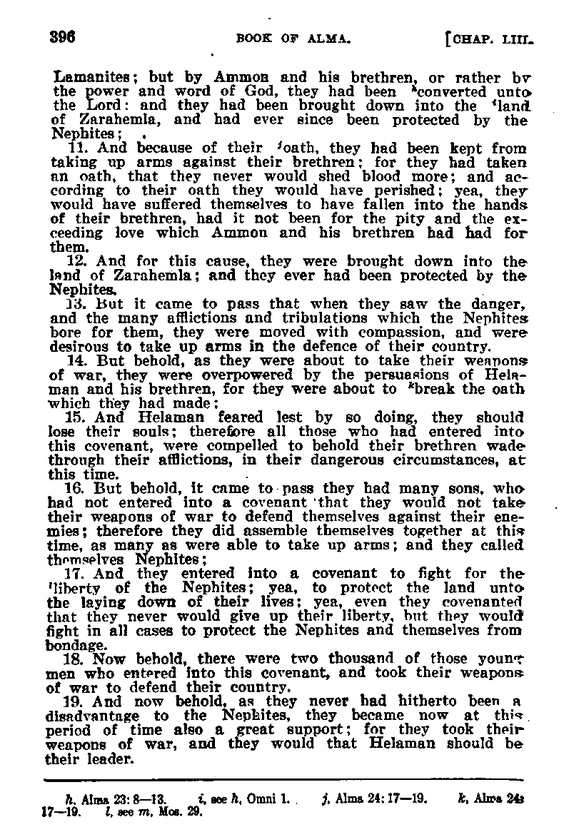 396 BOOK OF ALMA. [CHAP. LIII.
Lamanites; but by Ammon and his brethren, or rather by
the power and word of God, they had been ʰconverted unto
the Lord: and they had been brought down into the ⁱland
of Zarahemla, and had ever since been protected by the
Nephites;
11. And because of their ʲoath, they had been kept from
taking up arms against their brethren; for they had taken
an oath, that they never would shed blood more; and ac-
cording to their oath they would have perished; yea, they
would have suffered themselves to have fallen into the hands
of their brethren, had it not been for the pity and the ex-
ceeding love which Ammon and his brethren had had for
them.
12. And for this cause, they were brought down into the
land of Zarahemla; and they ever had been protected by the
Nephites.
13. But it came to pass that when they saw the danger,
and the many afflictions and tribulations which the Nephites
bore for them, they were moved with compassion, and were
desirous to take up arms in the defence of their country.
14. But behold, as they were about to take their weapons
of war, they were overpowered by the persuasions of Hela-
man and his brethren, for they were about to ᵏbreak the oath
which they had made;
15. And Helaman feared lest by so doing, they should
lose their souls; therefore all those who had entered into
this covenant, were compelled to behold their brethren wade
through their afflictions, in their dangerous circumstances, at
this time.
16. But behold, it came to pass they had many sons, who
had not entered into a covenant that they would not take
their weapons of war to defend themselves against their ene-
mies; therefore they did assemble themselves together at this
time, as many as were able to take up arms; and they called
themselves Nephites;
17. And they entered into a covenant to fight for the
ˡliberty of the Nephites; yea, to protect the land unto
the laying down of their lives; yea, even they covenanted
that they never would give up their liberty, but they would
fight in all cases to protect the Nephites and themselves from
bondage.
18. Now behold, there were two thousand of those young
men who entered into this covenant, and took their weapons
of war to defend their country.
19. And now behold, as they never had hitherto been a
disadvantage to the Nephites, they became now at this
period of time also a great support; for they took their
weapons of war, and they would that Helaman should be
their leader.
h, Alma 23: 8—13. i, see h, Omni 1. j, Alma 24: 17—19. k, Alma 24:
17—19. l, see m, Mos. 29.